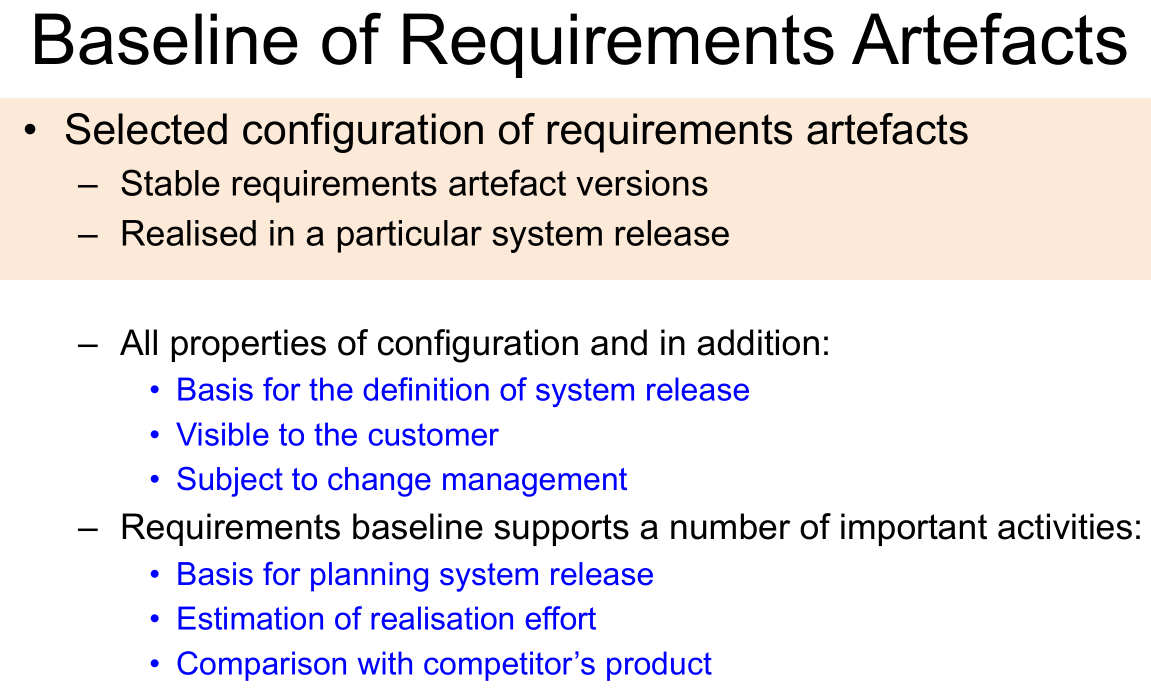 Baseline of Requirements Artefacts
• Selected configuration of requirements artefacts
– Stable requirements artefact versions
– Realised in a particular system release
– All properties of configuration and in addition:
• Basis for the definition of system release
• Visible to the customer
• Subject to change management
– Requirements baseline supports a number of important activities:
• Basis for planning system release
• Estimation of realisation effort
• Comparison with competitor’s product